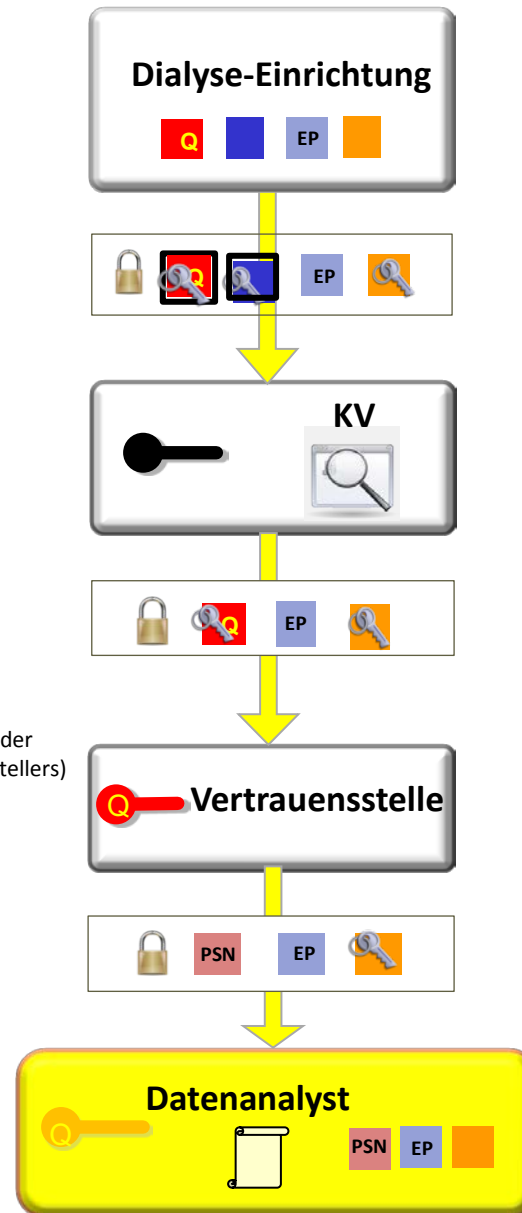 Dialyse-Einrichtung
Q EP
Q EP
KV
Q EP
der
tellers)
Q Vertrauensstelle
PSN EP
Datenanalyst
Q
PSN EP